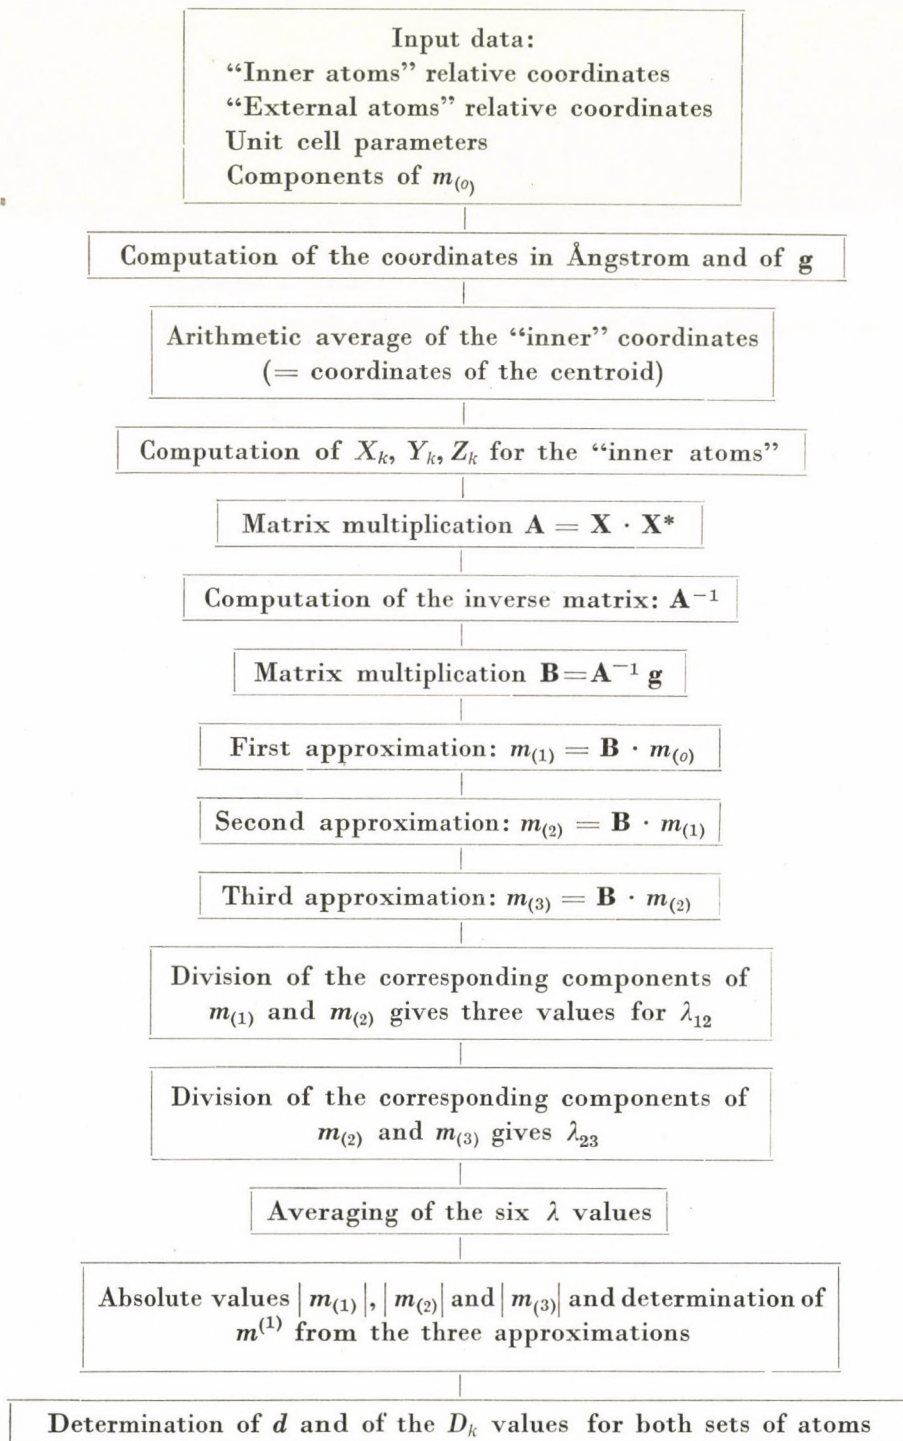 Input data:
“Inner atoms” relative coordinates
“External atoms” relative coordinates
Unit cell parameters
Components of m(o)
Computation of the coordinates in Ångstrom and of g
Arithmetic average of the “inner” coordinates
(= coordinates of the centroid)
Computation of Xk, Yk, Zk for the “inner atoms”
Matrix multiplication A = X · X*
Computation of the inverse matrix: A⁻¹
Matrix multiplication B=A⁻¹ g
First approximation: m(1) = B · m(o)
Second approximation: m(2) = B · m(1)
Third approximation: m(3) = B · m(2)
Division of the corresponding components of
m(1) and m(2) gives three values for λ₁₂
Division of the corresponding components of
m(2) and m(3) gives λ₂₃
Averaging of the six λ values
Absolute values |m(1)|, |m(2)| and |m(3)| and determination of
m⁽¹⁾ from the three approximations
Determination of d and of the Dk values for both sets of atoms